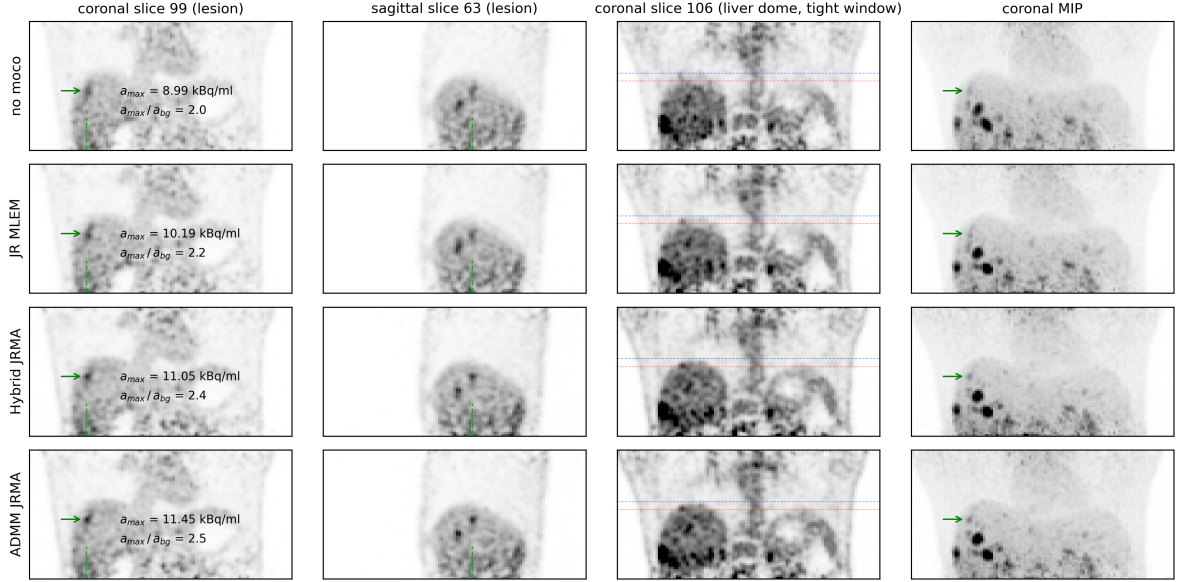 coronal slice 99 (lesion)
sagittal slice 63 (lesion)
coronal slice 106 (liver dome, tight window)
coronal MIP
no moco
a_max = 8.99 kBq/ml
a_max / a_bg = 2.0
JR MLEM
a_max = 10.19 kBq/ml
a_max / a_bg = 2.2
Hybrid JRMA
a_max = 11.05 kBq/ml
a_max / a_bg = 2.4
ADMM JRMA
a_max = 11.45 kBq/ml
a_max / a_bg = 2.5